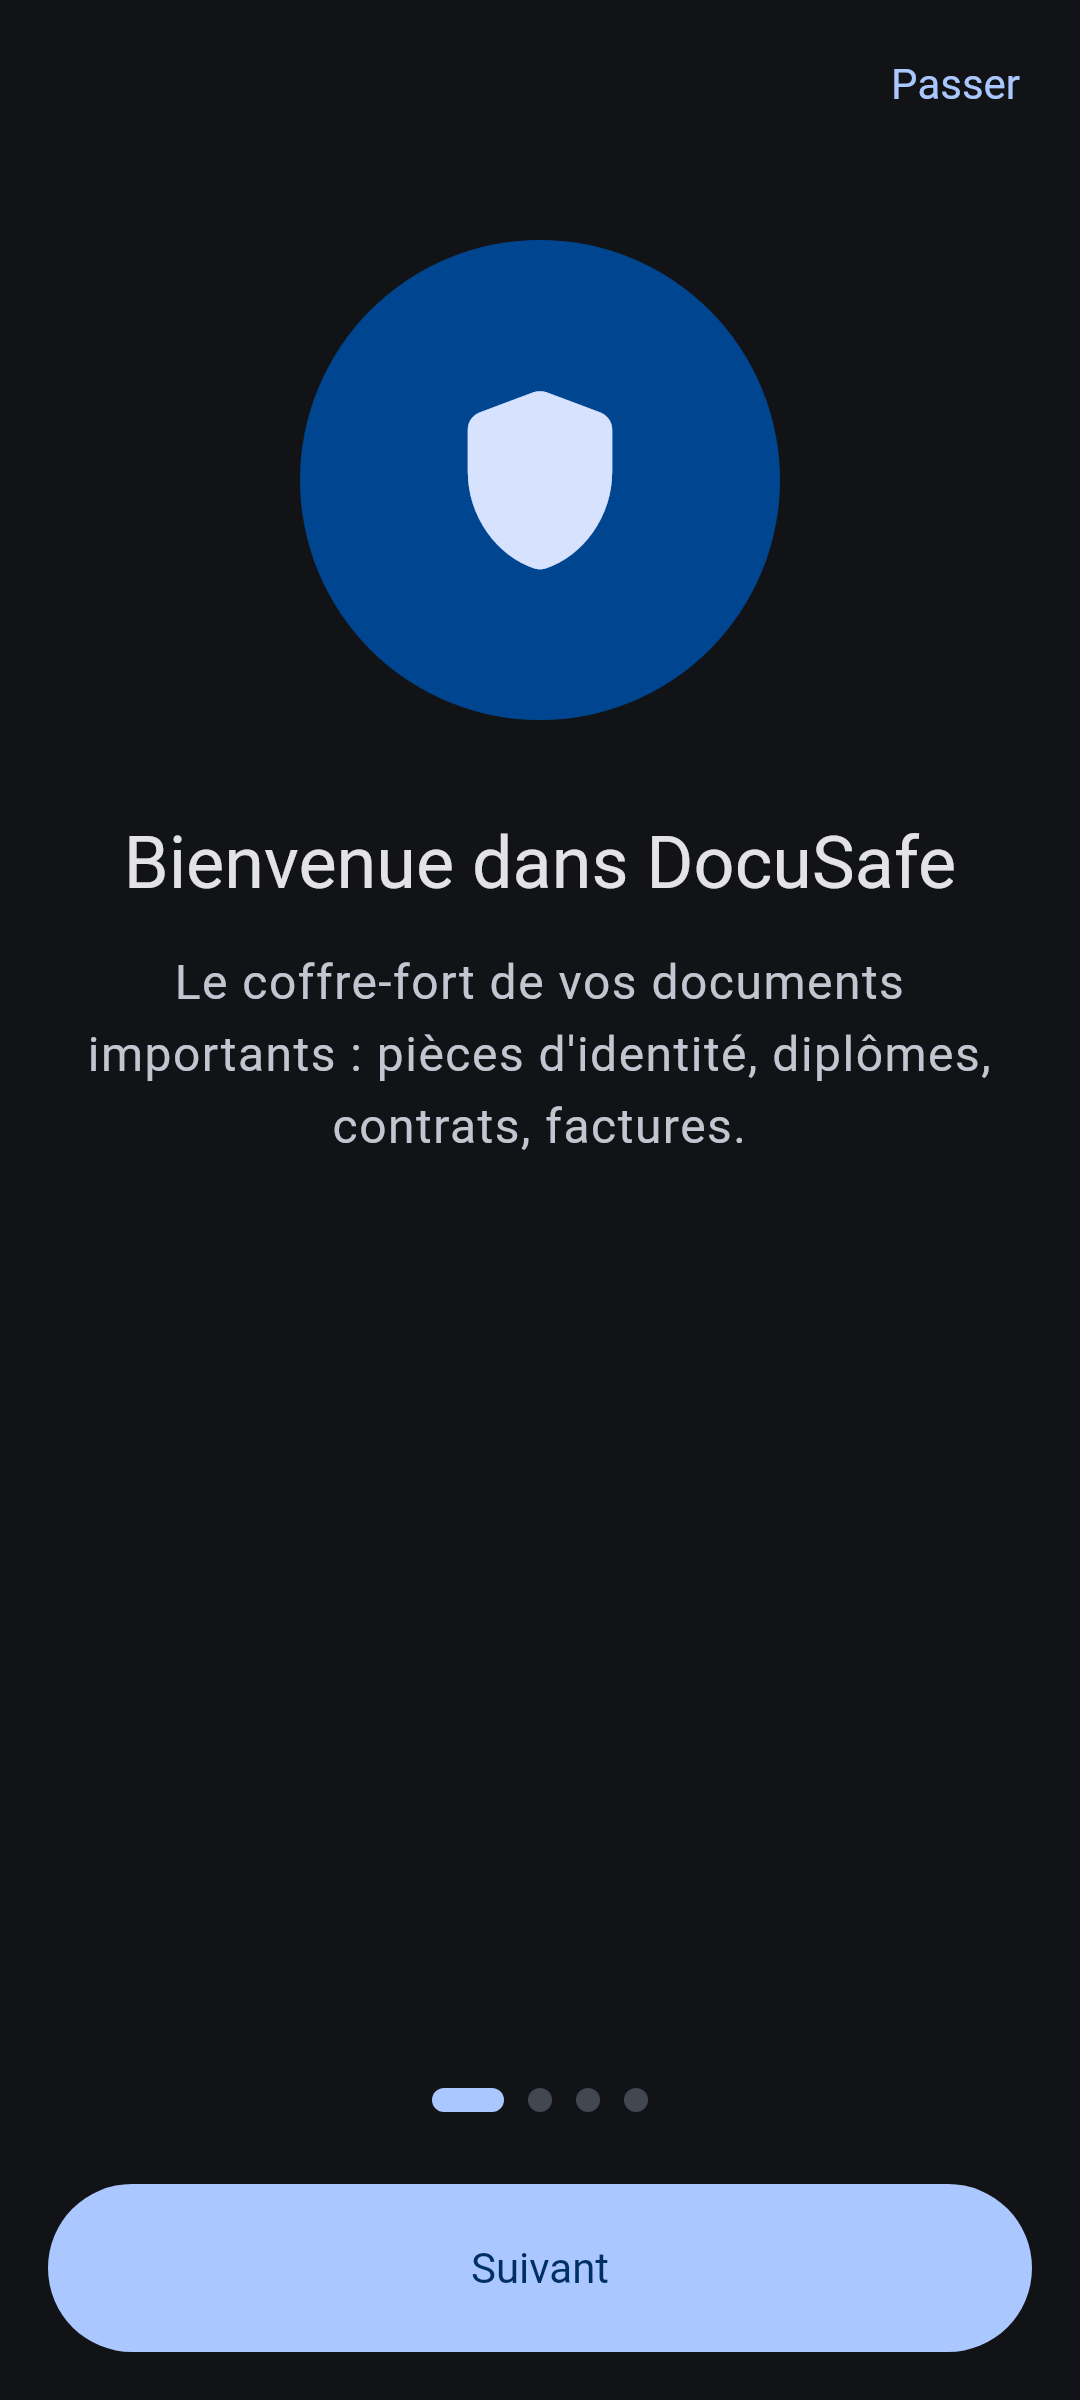 Passer
Bienvenue dans DocuSafe
Le coffre-fort de vos documents
importants : pièces d'identité, diplômes,
contrats, factures.
Suivant